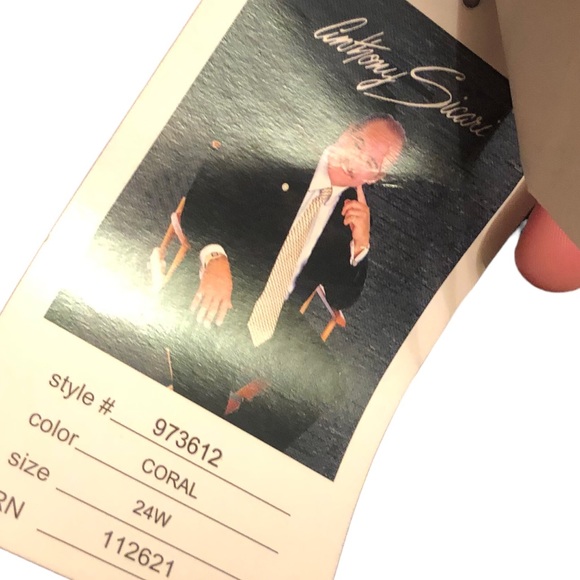 Anthony Sicari
style # 973612
color CORAL
size 24W
RN 112621